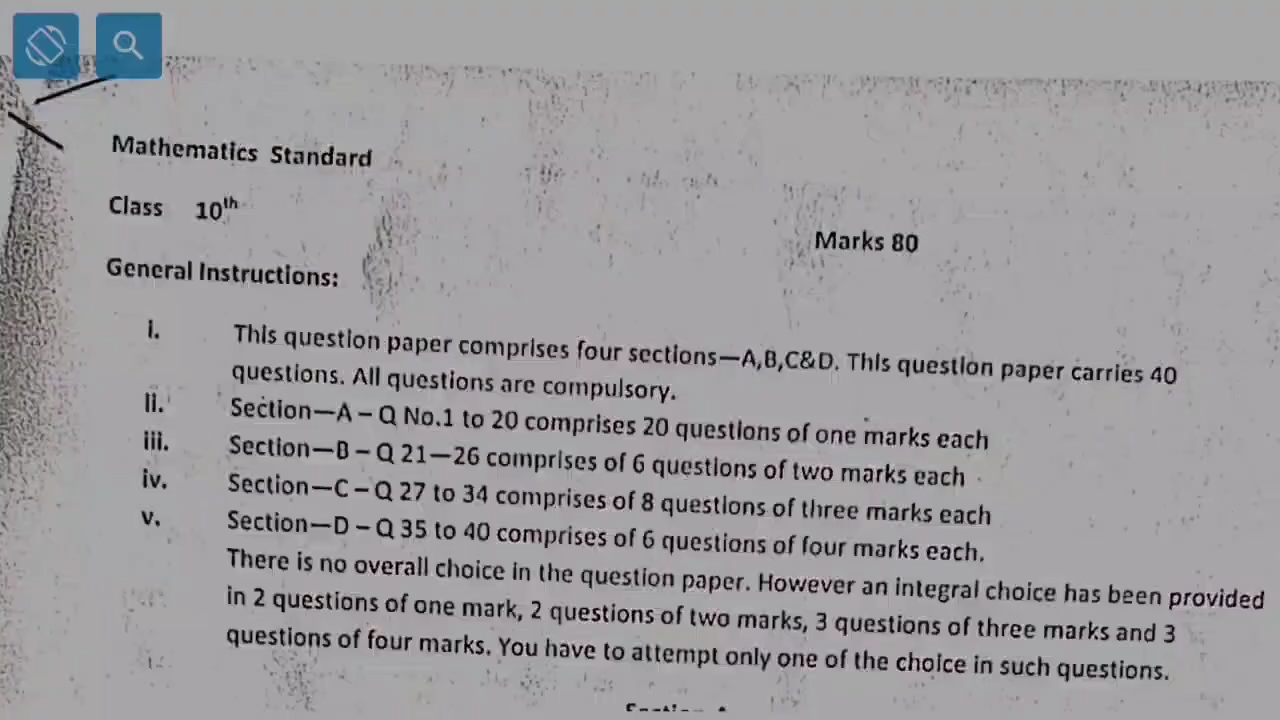 Mathematics Standard
Class 10th
Marks 80
General Instructions:
i. This question paper comprises four sections—A,B,C&D. This question paper carries 40
questions. All questions are compulsory.
ii. Section—A – Q No.1 to 20 comprises 20 questions of one marks each
iii. Section—B – Q 21—26 comprises of 6 questions of two marks each
iv. Section—C – Q 27 to 34 comprises of 8 questions of three marks each
v. Section—D – Q 35 to 40 comprises of 6 questions of four marks each.
There is no overall choice in the question paper. However an integral choice has been provided
in 2 questions of one mark, 2 questions of two marks, 3 questions of three marks and 3
questions of four marks. You have to attempt only one of the choice in such questions.